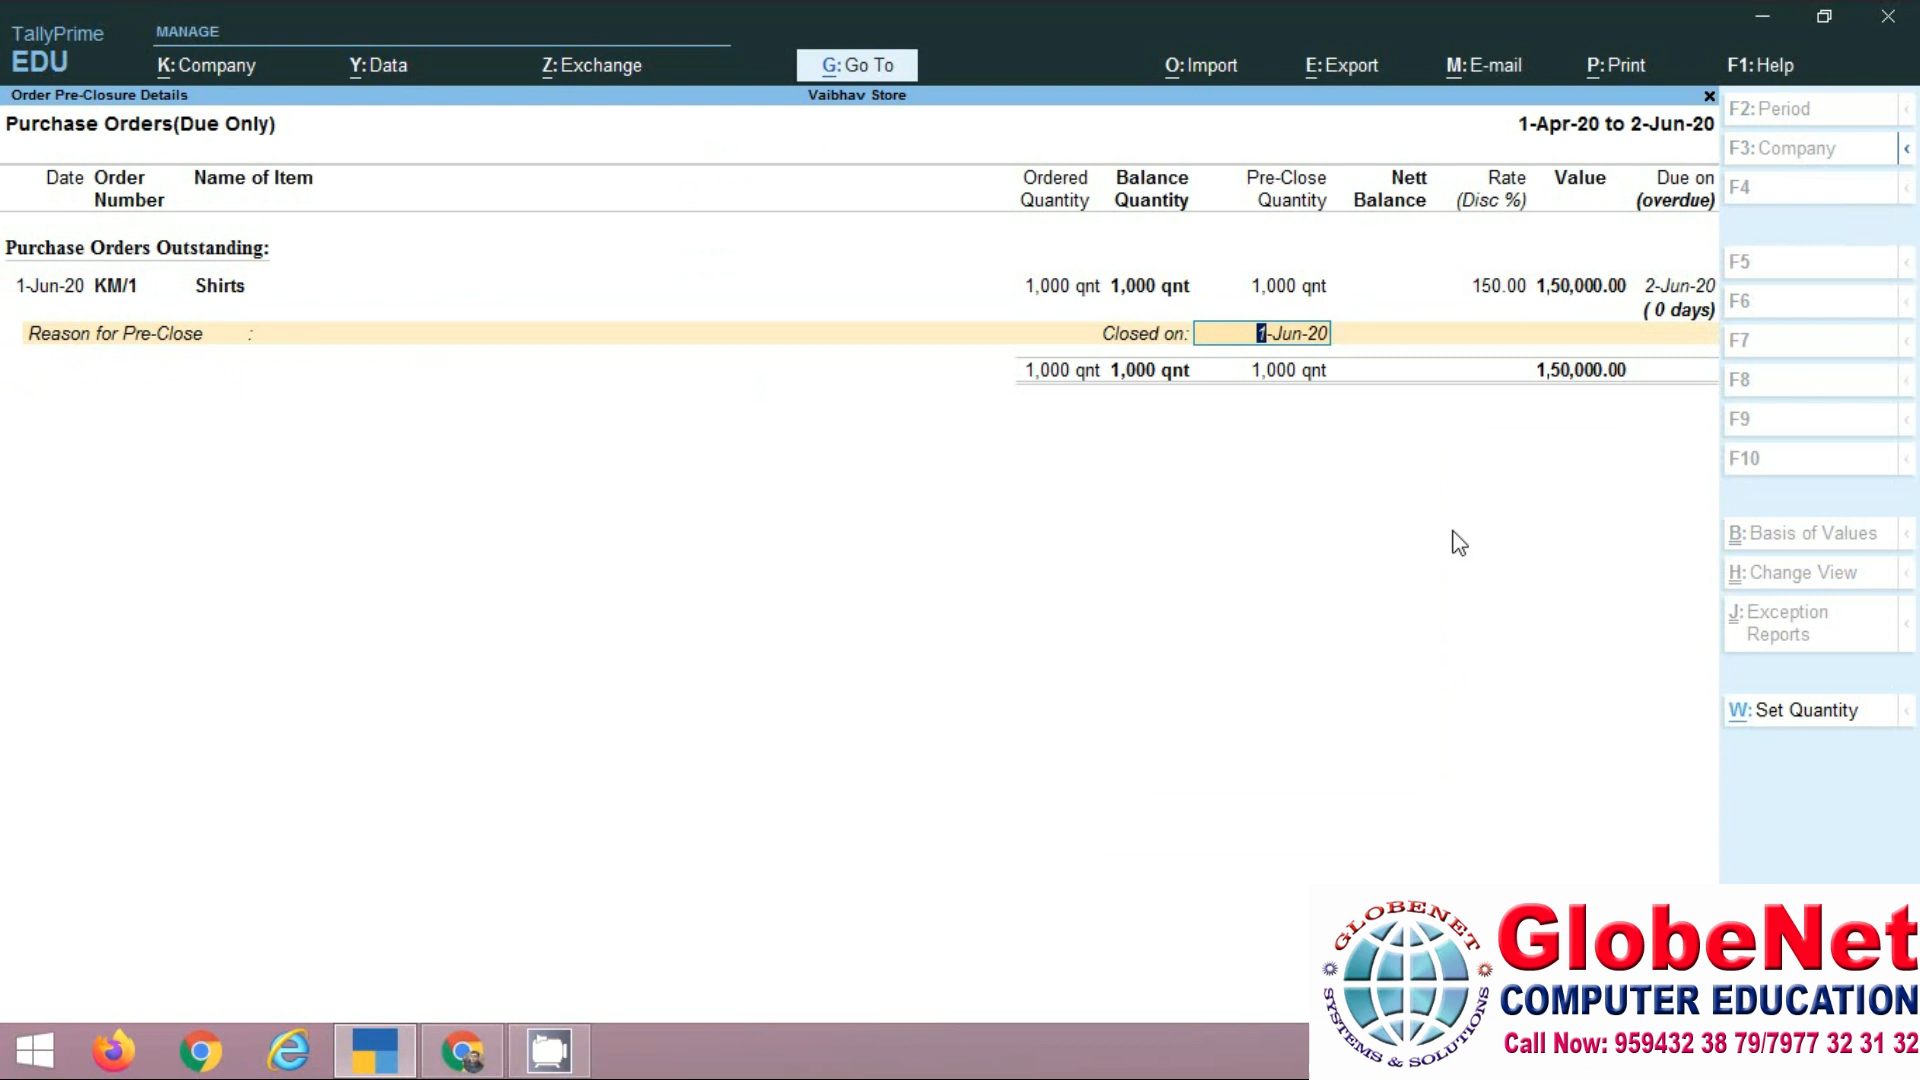 TallyPrime
EDU
MANAGE
K: Company
Y: Data
Z: Exchange
G: Go To
O: Import
E: Export
M: E-mail
P: Print
F1: Help
Order Pre-Closure Details
Vaibhav Store
Purchase Orders(Due Only)
1-Apr-20 to 2-Jun-20
Date Order Number Name of Item Ordered Quantity Balance Quantity Pre-Close Quantity Nett Balance Rate (Disc %) Value Due on (overdue)
Purchase Orders Outstanding:
1-Jun-20 KM/1 Shirts 1,000 qnt 1,000 qnt 1,000 qnt 150.00 1,50,000.00 2-Jun-20
( 0 days)
Reason for Pre-Close : Closed on: 1-Jun-20
1,000 qnt 1,000 qnt 1,000 qnt 1,50,000.00
F2: Period
F3: Company
F4
F5
F6
F7
F8
F9
F10
B: Basis of Values
H: Change View
J: Exception
Reports
W: Set Quantity
GLOBENET
SYSTEMS & SOLUTIONS
GlobeNet
COMPUTER EDUCATION
Call Now: 959432 38 79/7977 32 31 32